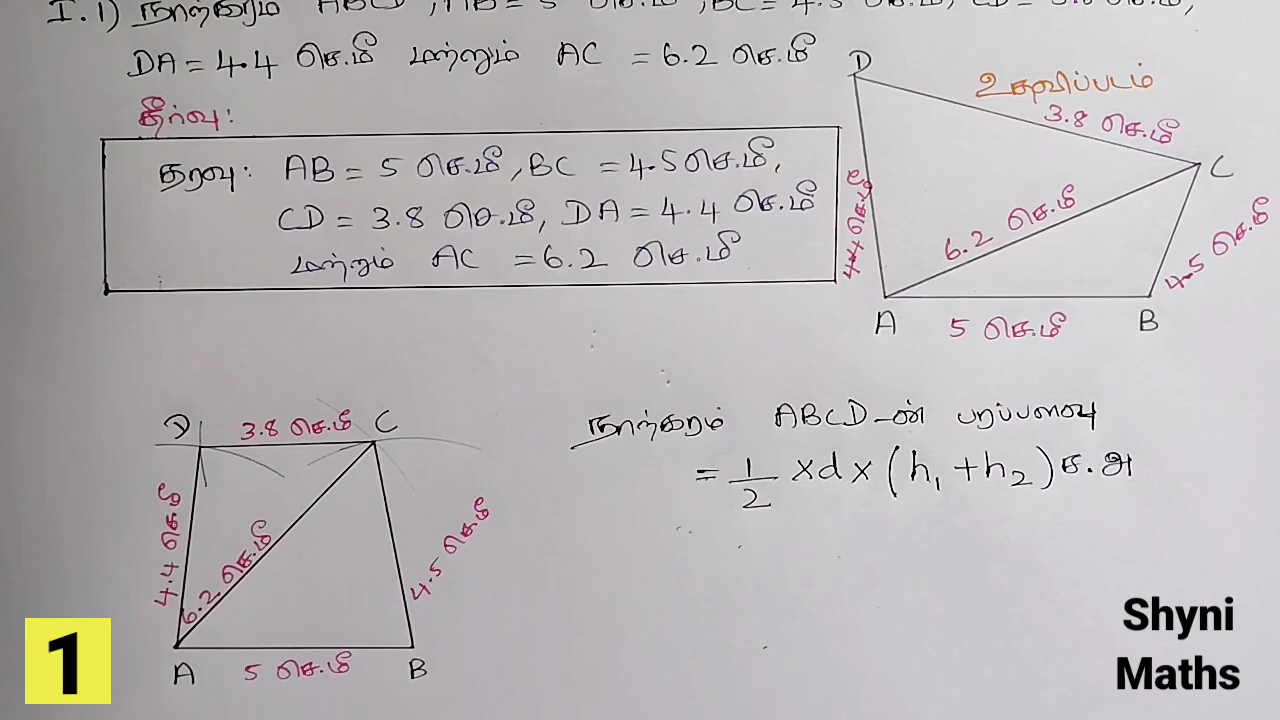 I. 1) நாற்கரம் ABCD, AB = 5 செ.மீ, BC = 4.5 செ.மீ, CD = 3.8 செ.மீ,
DA = 4.4 செ.மீ மற்றும் AC = 6.2 செ.மீ
தீர்வு:
தரவு: AB = 5 செ.மீ, BC = 4.5 செ.மீ,
CD = 3.8 செ.மீ, DA = 4.4 செ.மீ
மற்றும் AC = 6.2 செ.மீ
உதவிப்படம்
D
3.8 செ.மீ
C
4.4 செ.மீ
6.2 செ.மீ
4.5 செ.மீ
A 5 செ.மீ B
D 3.8 செ.மீ C
4.4 செ.மீ
6.2 செ.மீ
4.5 செ.மீ
A 5 செ.மீ B
நாற்கரம் ABCD-ன் பரப்பளவு
= 1/2 x d x (h₁ + h₂) ச.அ
1
Shyni
Maths